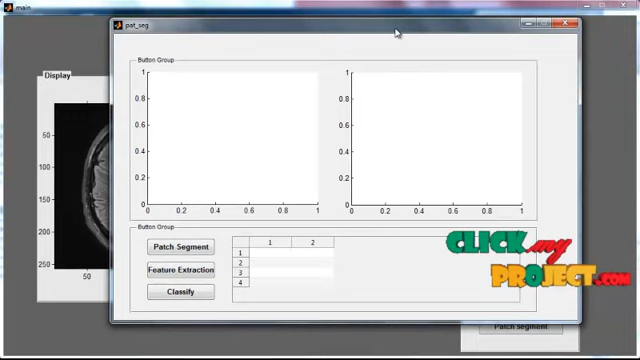 main
pat_seg
Button Group
1
0.8
0.6
0.4
0.2
0
0 0.2 0.4 0.6 0.8 1
1
0.8
0.6
0.4
0.2
0
0 0.2 0.4 0.6 0.8 1
Display
50
100
150
200
250
50
Button Group
Patch Segment
Feature Extraction
Classify
1 2
1
2
3
4
CLICK my
PROJECT.COM
Patch Segment